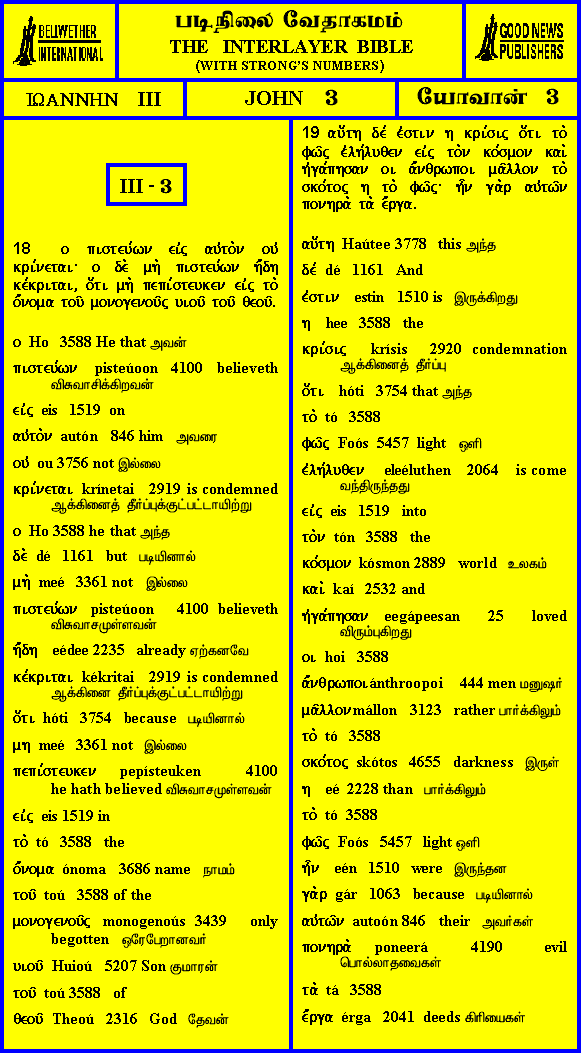 BELLWETHER
INTERNATIONAL
படிநிலை வேதாகமம்
THE INTERLAYER BIBLE
(WITH STRONG'S NUMBERS)
GOOD NEWS
PUBLISHERS
ΙΩΑΝΝΗΝ III
JOHN 3
யோவான் 3
III - 3
18 ο πιστεύων εἰς αὐτὸν οὐ
κρίνεται· ο δὲ μὴ πιστεύων ἤδη
κέκριται, ὅτι μὴ πεπίστευκεν εἰς τὸ
ὄνομα τοῦ μονογενοῦς υιοῦ τοῦ θεοῦ.
ο Ho 3588 He that அவன்
πιστεύων pisteúoon 4100 believeth
விசுவாசிக்கிறவன்
εἰς eis 1519 on
αὐτὸν autón 846 him அவரை
οὐ ou 3756 not இல்லை
κρίνεται krínetai 2919 is condemned
ஆக்கினைத் தீர்ப்புக்குட்பட்டாயிற்று
ο Ho 3588 he that அந்த
δὲ dé 1161 but படியினால்
μὴ meé 3361 not இல்லை
πιστεύων pisteúoon 4100 believeth
விசுவாசமுள்ளவன்
ἤδη eédee 2235 already ஏற்கனவே
κέκριται kékritai 2919 is condemned
ஆக்கினை தீர்ப்புக்குட்பட்டாயிற்று
ὅτι hóti 3754 because படியினால்
μη meé 3361 not இல்லை
πεπίστευκεν pepísteuken 4100
he hath believed விசுவாசமுள்ளவன்
εἰς eis 1519 in
τὸ tó 3588 the
ὄνομα ónoma 3686 name நாமம்
τοῦ toú 3588 of the
μονογενοῦς monogenoús 3439 only
begotten ஒரேபேறானவர்
υιοῦ Huioú 5207 Son குமாரன்
τοῦ toú 3588 of
θεοῦ Theoú 2316 God தேவன்
19 αὕτη δέ ἐστιν η κρίσις ὅτι τὸ
φῶς ἐλήλυθεν εἰς τὸν κόσμον καὶ
ἠγάπησαν οι ἄνθρωποι μᾶλλον τὸ
σκότος η τὸ φῶς· ἦν γὰρ αὐτῶν
πονηρὰ τὰ ἔργα.
αὕτη Haútee 3778 this அந்த
δέ dé 1161 And
ἐστιν estin 1510 is இருக்கிறது
η hee 3588 the
κρίσις krísis 2920 condemnation
ஆக்கினைத் தீர்ப்பு
ὅτι hóti 3754 that அந்த
τὸ tó 3588
φῶς Foós 5457 light ஒளி
ἐλήλυθεν eleéluthen 2064 is come
வந்திருந்தது
εἰς eis 1519 into
τὸν tón 3588 the
κόσμον kósmon 2889 world உலகம்
καὶ kaí 2532 and
ἠγάπησαν eegápeesan 25 loved
விரும்புகிறது
οι hoi 3588
ἄνθρωποι ánthroopoi 444 men மனுஷர்
μᾶλλον mállon 3123 rather பார்க்கிலும்
τὸ tó 3588
σκότος skótos 4655 darkness இருள்
η eé 2228 than பார்க்கிலும்
τὸ tó 3588
φῶς Foós 5457 light ஒளி
ἦν eén 1510 were இருந்தன
γὰρ gár 1063 because படியினால்
αὐτῶν autoón 846 their அவர்கள்
πονηρὰ poneerá 4190 evil
பொல்லாதவைகள்
τὰ tá 3588
ἔργα érga 2041 deeds கிரியைகள்